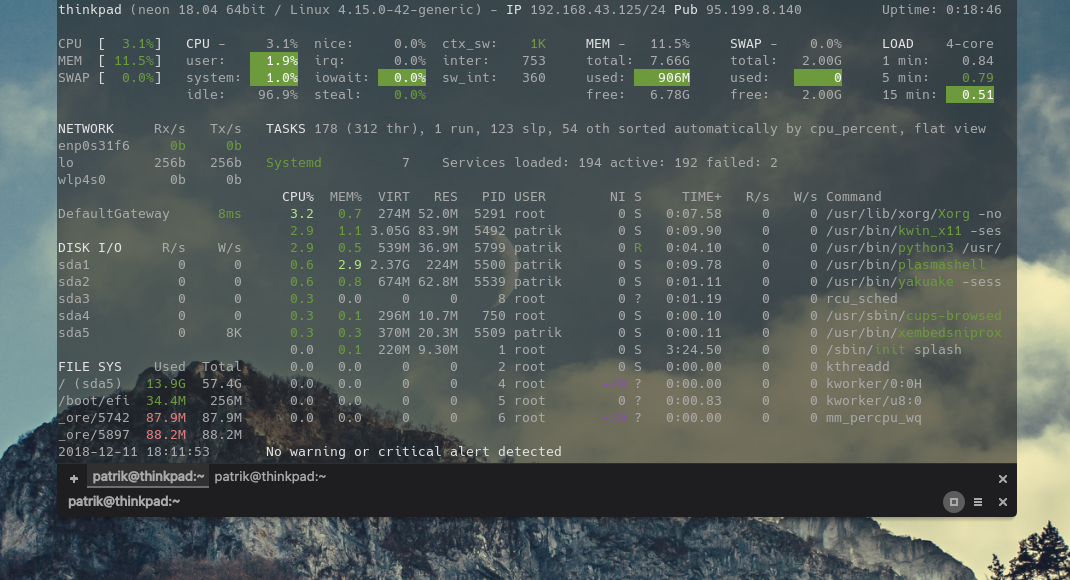 thinkpad (neon 18.04 64bit / Linux 4.15.0-42-generic) - IP 192.168.43.125/24 Pub 95.199.8.140 Uptime: 0:18:46
CPU [ 3.1%] CPU - 3.1% nice: 0.0% ctx_sw: 1K MEM - 11.5% SWAP - 0.0% LOAD 4-core
MEM [ 11.5%] user: 1.9% irq: 0.0% inter: 753 total: 7.66G total: 2.00G 1 min: 0.84
SWAP [ 0.0%] system: 1.0% iowait: 0.0% sw_int: 360 used: 906M used: 0 5 min: 0.79
idle: 96.9% steal: 0.0% free: 6.78G free: 2.00G 15 min: 0.51
NETWORK Rx/s Tx/s TASKS 178 (312 thr), 1 run, 123 slp, 54 oth sorted automatically by cpu_percent, flat view
enp0s31f6 0b 0b
lo 256b 256b Systemd 7 Services loaded: 194 active: 192 failed: 2
wlp4s0 0b 0b
CPU% MEM% VIRT RES PID USER NI S TIME+ R/s W/s Command
DefaultGateway 8ms 3.2 0.7 274M 52.0M 5291 root 0 S 0:07.58 0 0 /usr/lib/xorg/Xorg -no
2.9 1.1 3.05G 83.9M 5492 patrik 0 S 0:09.90 0 0 /usr/bin/kwin_x11 -ses
DISK I/O R/s W/s 2.9 0.5 539M 36.9M 5799 patrik 0 R 0:04.10 0 0 /usr/bin/python3 /usr/
sda1 0 0 0.6 2.9 2.37G 224M 5500 patrik 0 S 0:09.78 0 0 /usr/bin/plasmashell
sda2 0 0 0.6 0.8 674M 62.8M 5539 patrik 0 S 0:01.11 0 0 /usr/bin/yakuake -sess
sda3 0 0 0.3 0.0 0 0 8 root 0 ? 0:01.19 0 0 rcu_sched
sda4 0 0 0.3 0.1 296M 10.7M 750 root 0 S 0:00.10 0 0 /usr/sbin/cups-browsed
sda5 0 8K 0.3 0.3 370M 20.3M 5509 patrik 0 S 0:00.11 0 0 /usr/bin/xembedsniprox
0.0 0.1 220M 9.30M 1 root 0 S 3:24.50 0 0 /sbin/init splash
FILE SYS Used Total 0.0 0.0 0 0 2 root 0 S 0:00.00 0 0 kthreadd
/ (sda5) 13.9G 57.4G 0.0 0.0 0 0 4 root ? 0:00.00 0 0 kworker/0:0H
/boot/efi 34.4M 256M 0.0 0.0 0 0 5 root 0 ? 0:00.83 0 0 kworker/u8:0
_ore/5742 87.9M 87.9M 0.0 0.0 0 0 6 root ? 0:00.00 0 0 mm_percpu_wq
_ore/5897 88.2M 88.2M
2018-12-11 18:11:53 No warning or critical alert detected
patrik@thinkpad:~ patrik@thinkpad:~
patrik@thinkpad:~